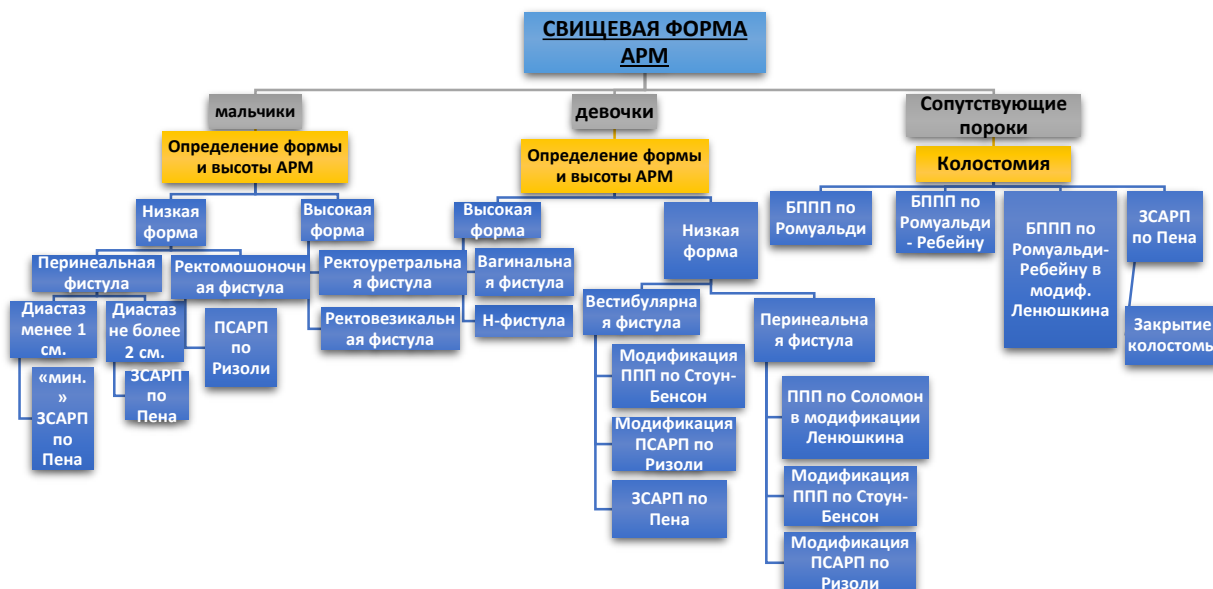 СВИЩЕВАЯ ФОРМА
АРМ
мальчики
девочки
Сопутствующие
пороки
Определение формы
и высоты АРМ
Определение формы
и высоты АРМ
Колостомия
Низкая
форма
Высокая
форма
Высокая
форма
Низкая
форма
БППП по
Ромуальди
БППП по
Ромуальди
- Ребейну
БППП по
Ромуальди-
Ребейну в
модиф.
Ленюшкина
ЗСАРП
по Пена
Закрытие
колостомы
Перинеальная
фистула
Ректомошоночн
ая фистула
Ректоуретральна
я фистула
Ректовезикальн
ая фистула
Вагинальна
я фистула
Н-фистула
Вестибулярна
я фистула
Перинеальна
я фистула
Диастаз
менее 1
см.
Диастаз
не более
2 см.
ПСАРП
по
Ризоли
«мин.
»
ЗСАРП
по
Пена
ЗСАРП
по
Пена
Модификация
ППП по Стоун-
Бенсон
Модификация
ПСАРП по
Ризоли
ЗСАРП по
Пена
ППП по Соломон
в модификации
Ленюшкина
Модификация
ППП по Стоун-
Бенсон
Модификация
ПСАРП по
Ризоли